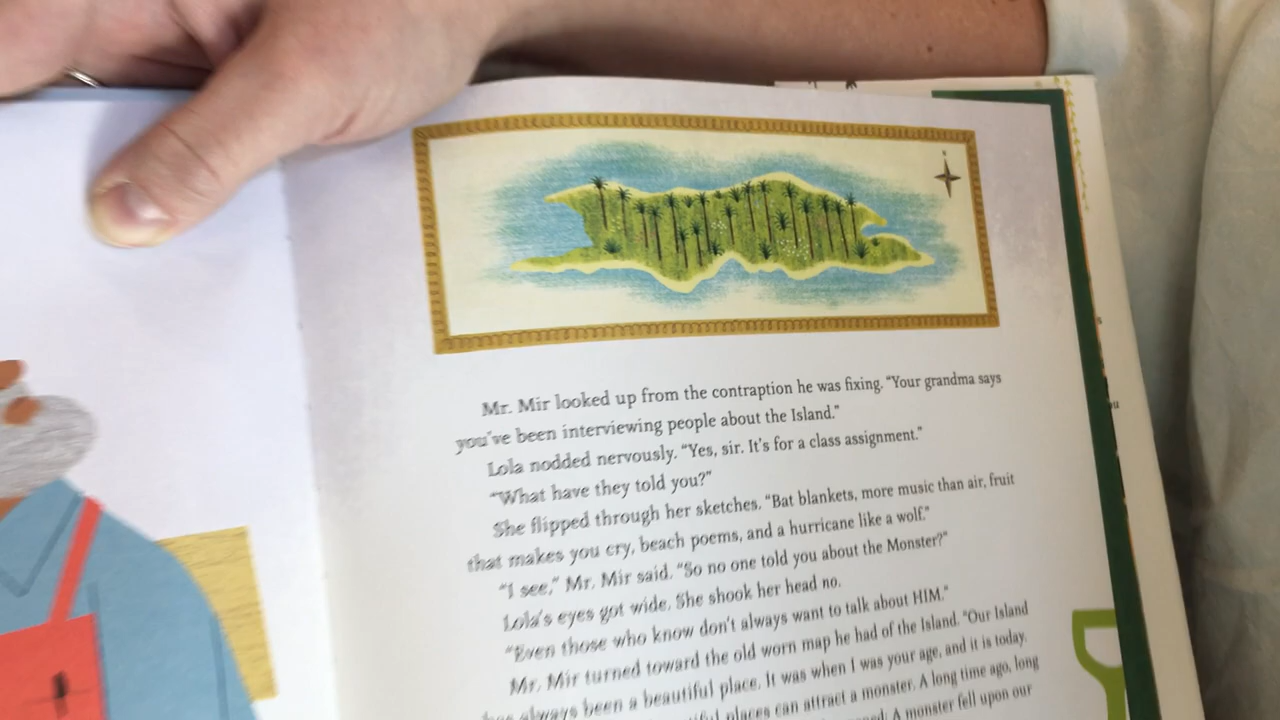 Mr. Mir looked up from the contraption he was fixing. “Your grandma says
you've been interviewing people about the Island.”
Lola nodded nervously. “Yes, sir. It's for a class assignment.”
“What have they told you?”
She flipped through her sketches. “Bat blankets, more music than air, fruit
that makes you cry, beach poems, and a hurricane like a wolf.”
“I see,” Mr. Mir said. “So no one told you about the Monster?”
Lola's eyes got wide. She shook her head no.
“Even those who know don't always want to talk about HIM.”
Mr. Mir turned toward the old worn map he had of the Island. “Our Island
has always been a beautiful place. It was when I was your age, and it is today.
places can attract a monster. A long time ago, long
A monster fell upon our